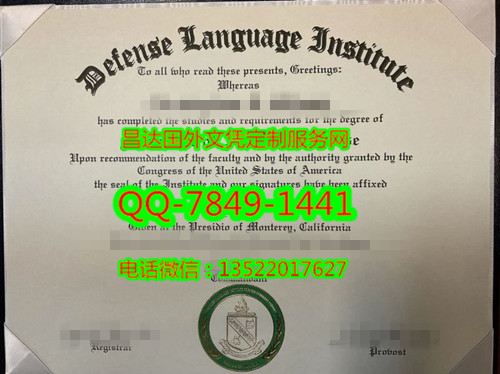 Defense Language Institute
To all who read these presents, Greetings:
Whereas
has completed the studies and requirements for the degree of
昌达国外文凭定制服务网
Upon recommendation of the faculty and by the authority granted by the
Congress of the United States of America
the seal of the Institute and our signatures have been affixed
QQ-7849-1441
Given at the Presidio of Monterey, California
电话微信：13522017627
Commandant
Registrar
Provost